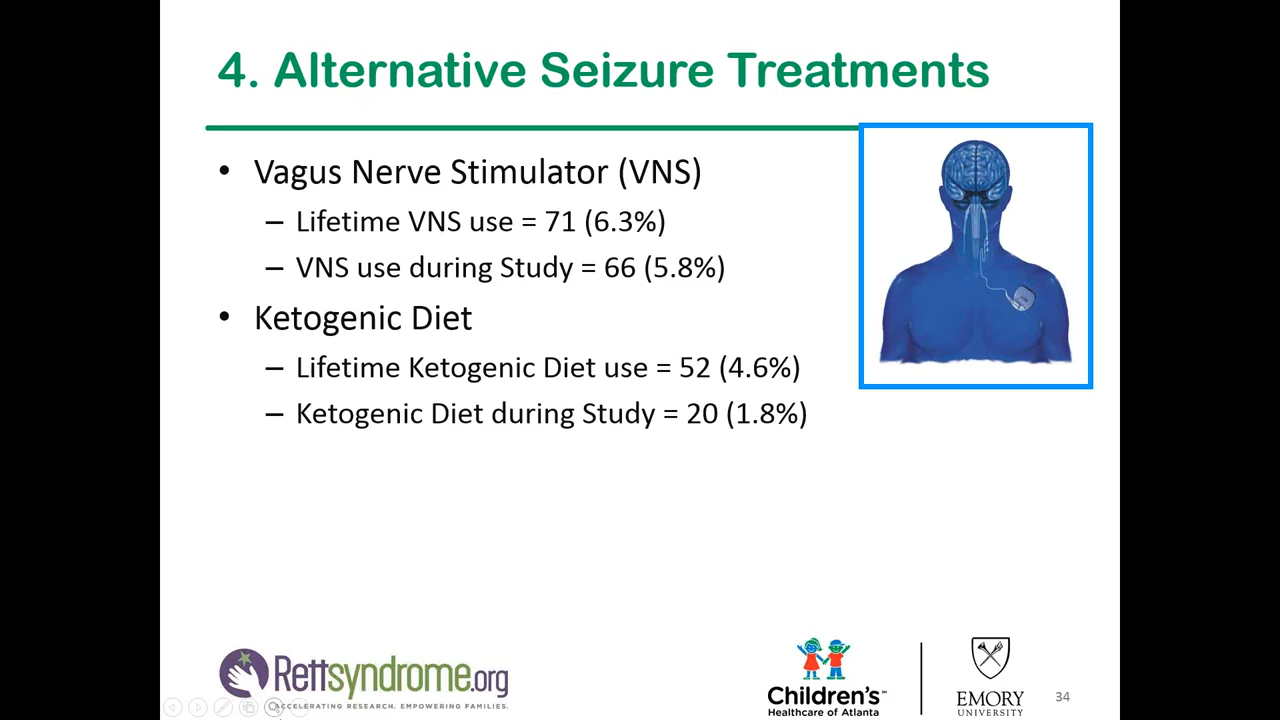 4. Alternative Seizure Treatments
• Vagus Nerve Stimulator (VNS)
– Lifetime VNS use = 71 (6.3%)
– VNS use during Study = 66 (5.8%)
• Ketogenic Diet
– Lifetime Ketogenic Diet use = 52 (4.6%)
– Ketogenic Diet during Study = 20 (1.8%)
Rettsyndrome.org
ACCELERATING RESEARCH. EMPOWERING FAMILIES.
Children's™
Healthcare of Atlanta
EMORY
UNIVERSITY
34